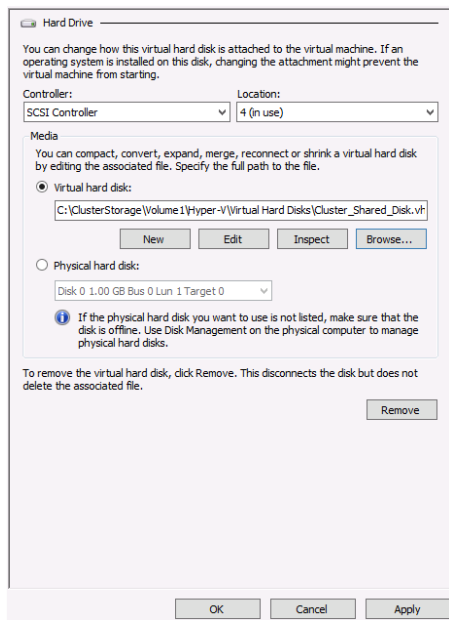 Hard Drive
You can change how this virtual hard disk is attached to the virtual machine. If an
operating system is installed on this disk, changing the attachment might prevent the
virtual machine from starting.
Controller: Location:
SCSI Controller 4 (in use)
Media
You can compact, convert, expand, merge, reconnect or shrink a virtual hard disk
by editing the associated file. Specify the full path to the file.
Virtual hard disk:
C:\ClusterStorage\Volume1\Hyper-V\Virtual Hard Disks\Cluster_Shared_Disk.vh
New Edit Inspect Browse...
Physical hard disk:
Disk 0 1.00 GB Bus 0 Lun 1 Target 0
If the physical hard disk you want to use is not listed, make sure that the
disk is offline. Use Disk Management on the physical computer to manage
physical hard disks.
To remove the virtual hard disk, click Remove. This disconnects the disk but does not
delete the associated file.
Remove
OK Cancel Apply